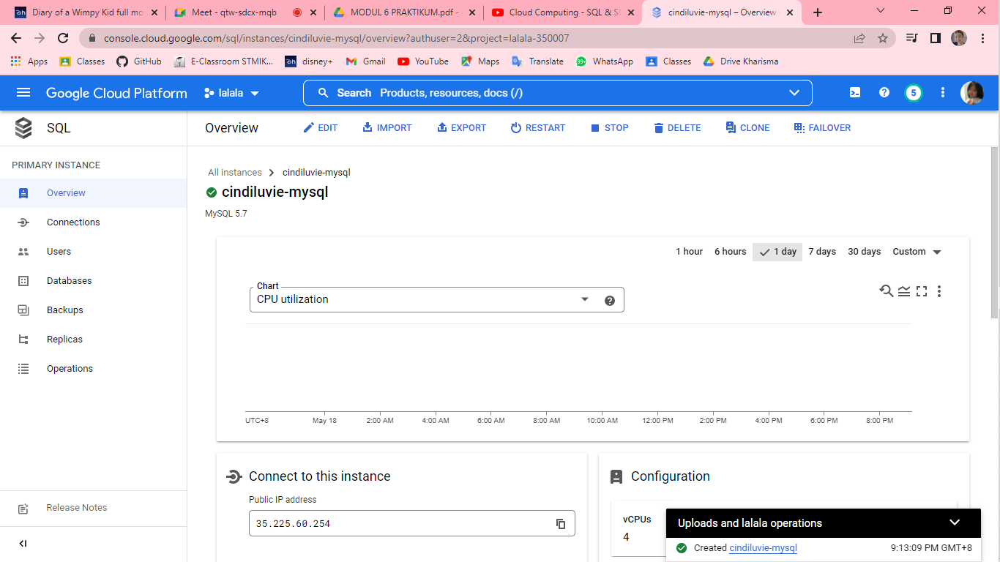 Diary of a Wimpy Kid full mo
Meet - qtw-sdcx-mqb
MODUL 6 PRAKTIKUM.pdf -
Cloud Computing - SQL & SP
cindiluvie-mysql – Overview -
console.cloud.google.com/sql/instances/cindiluvie-mysql/overview?authuser=2&project=lalala-350007
Apps
Classes
GitHub
E-Classroom STMIK...
disney+
Gmail
YouTube
Maps
Translate
99+
WhatsApp
Classes
Drive Kharisma
Google Cloud Platform
lalala
Search Products, resources, docs (/)
5
SQL
Overview
EDIT
IMPORT
EXPORT
RESTART
STOP
DELETE
CLONE
FAILOVER
PRIMARY INSTANCE
Overview
Connections
Users
Databases
Backups
Replicas
Operations
Release Notes
All instances
cindiluvie-mysql
cindiluvie-mysql
MySQL 5.7
1 hour
6 hours
1 day
7 days
30 days
Custom
Chart
CPU utilization
UTC+8
May 18
2:00 AM
4:00 AM
6:00 AM
8:00 AM
10:00 AM
12:00 PM
2:00 PM
4:00 PM
6:00 PM
8:00 PM
Connect to this instance
Public IP address
35.225.60.254
Configuration
vCPUs
4
Uploads and lalala operations
Created cindiluvie-mysql
9:13:09 PM GMT+8